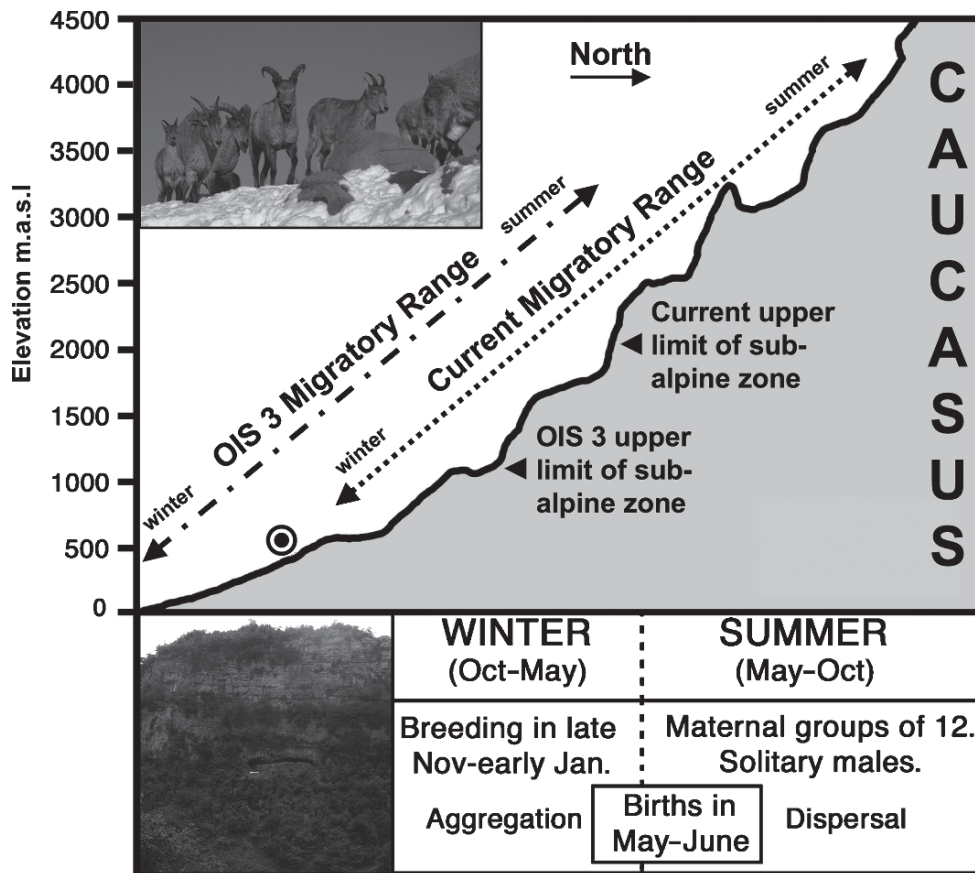 4500
4000
3500
3000
2500
2000
1500
1000
500
0
Elevation m.a.s.l
North
summer
OIS 3 Migratory Range
winter
summer
Current Migratory Range
winter
Current upper
limit of sub-
alpine zone
OIS 3 upper
limit of sub-
alpine zone
CAUCASUS
WINTER
(Oct-May)
SUMMER
(May–Oct)
Breeding in late
Nov-early Jan.
Maternal groups of 12.
Solitary males.
Aggregation
Births in
May–June
Dispersal